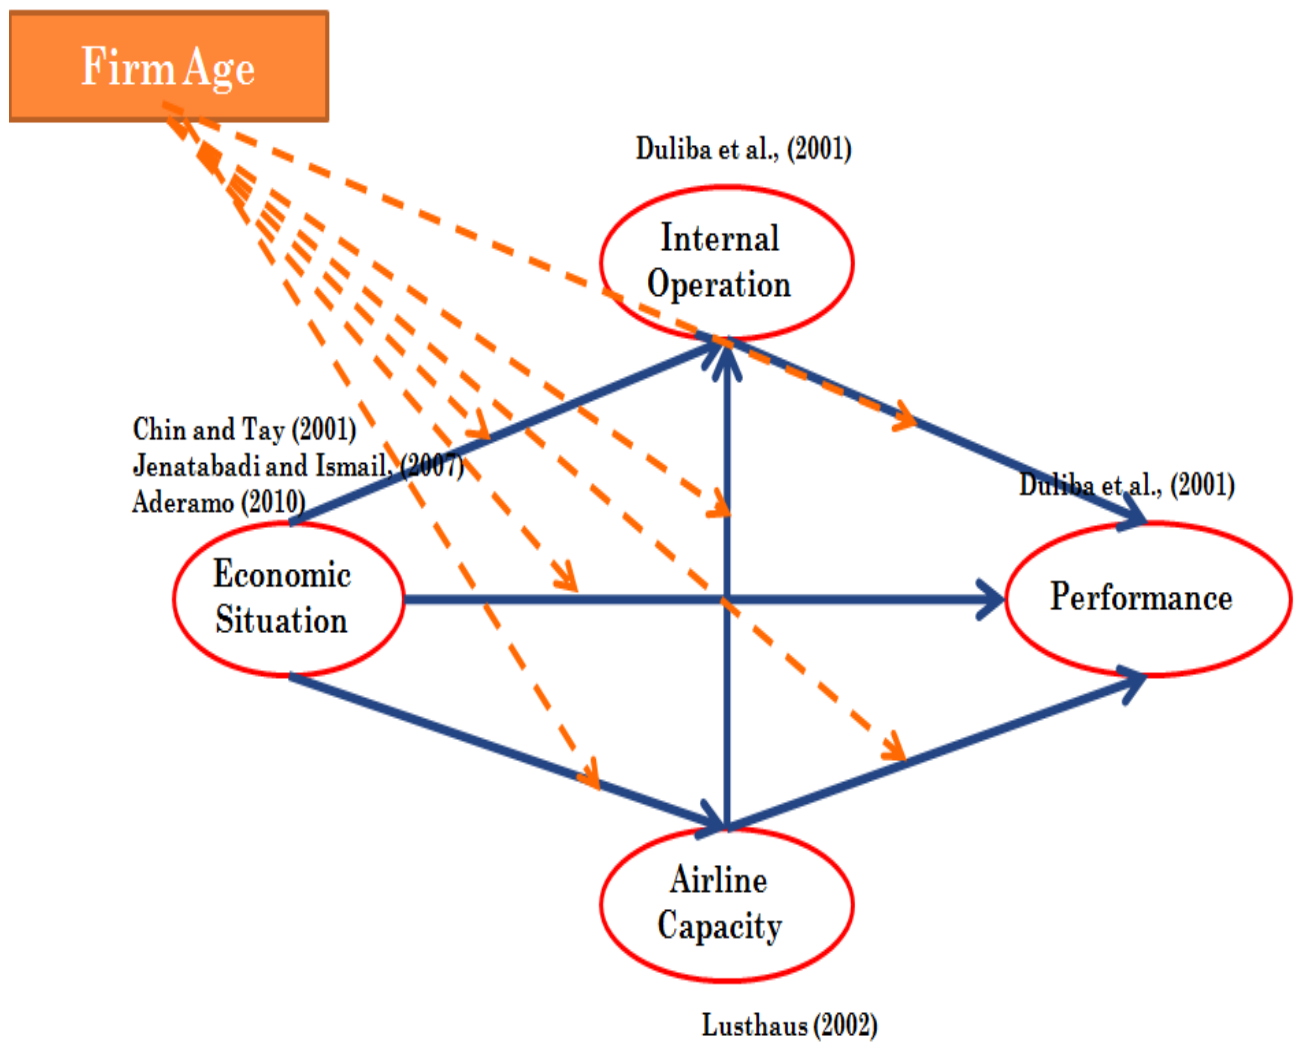 Firm Age
Duliba et al., (2001)
Internal
Operation
Chin and Tay (2001)
Jenatabadi and Ismail, (2007)
Aderamo (2010)
Duliba et al., (2001)
Economic
Situation
Performance
Airline
Capacity
Lusthaus (2002)